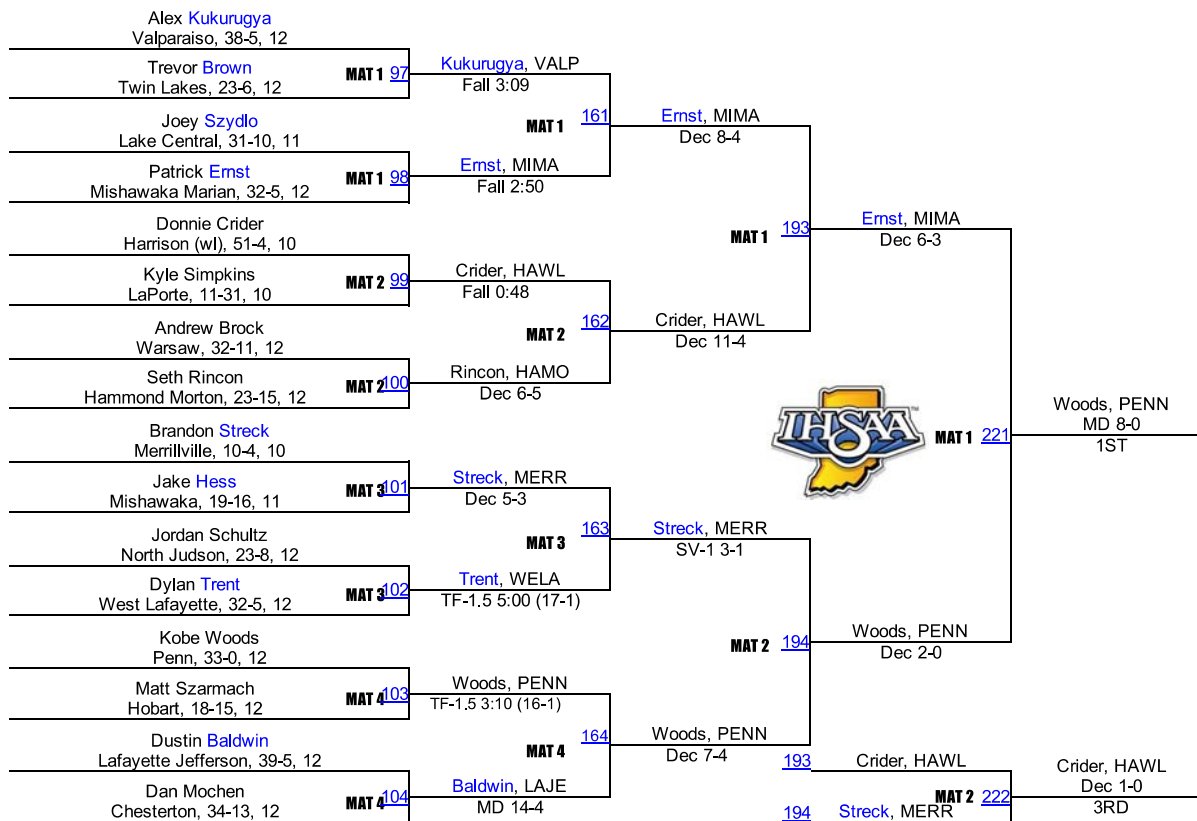 Alex Kukurugya
Valparaiso, 38-5, 12
Trevor Brown
Twin Lakes, 23-6, 12
MAT 1 97
Kukurugya, VALP
Fall 3:09
Joey Szydlo
Lake Central, 31-10, 11
Patrick Ernst
Mishawaka Marian, 32-5, 12
MAT 1 98
Ernst, MIMA
Fall 2:50
MAT 1 161
Ernst, MIMA
Dec 8-4
Donnie Crider
Harrison (wl), 51-4, 10
Kyle Simpkins
LaPorte, 11-31, 10
MAT 2 99
Crider, HAWL
Fall 0:48
Andrew Brock
Warsaw, 32-11, 12
Seth Rincon
Hammond Morton, 23-15, 12
MAT 2 100
Rincon, HAMO
Dec 6-5
MAT 2 162
Crider, HAWL
Dec 11-4
MAT 1 193
Ernst, MIMA
Dec 6-3
Brandon Streck
Merrillville, 10-4, 10
Jake Hess
Mishawaka, 19-16, 11
MAT 3 101
Streck, MERR
Dec 5-3
Jordan Schultz
North Judson, 23-8, 12
Dylan Trent
West Lafayette, 32-5, 12
MAT 3 102
Trent, WELA
TF-1.5 5:00 (17-1)
MAT 3 163
Streck, MERR
SV-1 3-1
Kobe Woods
Penn, 33-0, 12
Matt Szarmach
Hobart, 18-15, 12
MAT 4 103
Woods, PENN
TF-1.5 3:10 (16-1)
Dustin Baldwin
Lafayette Jefferson, 39-5, 12
Dan Mochen
Chesterton, 34-13, 12
MAT 4 104
Baldwin, LAJE
MD 14-4
MAT 4 164
Woods, PENN
Dec 7-4
MAT 2 194
Woods, PENN
Dec 2-0
IHSAA™
MAT 1 221
Woods, PENN
MD 8-0
1ST
193 Crider, HAWL
194 Streck, MERR
MAT 2 222
Crider, HAWL
Dec 1-0
3RD